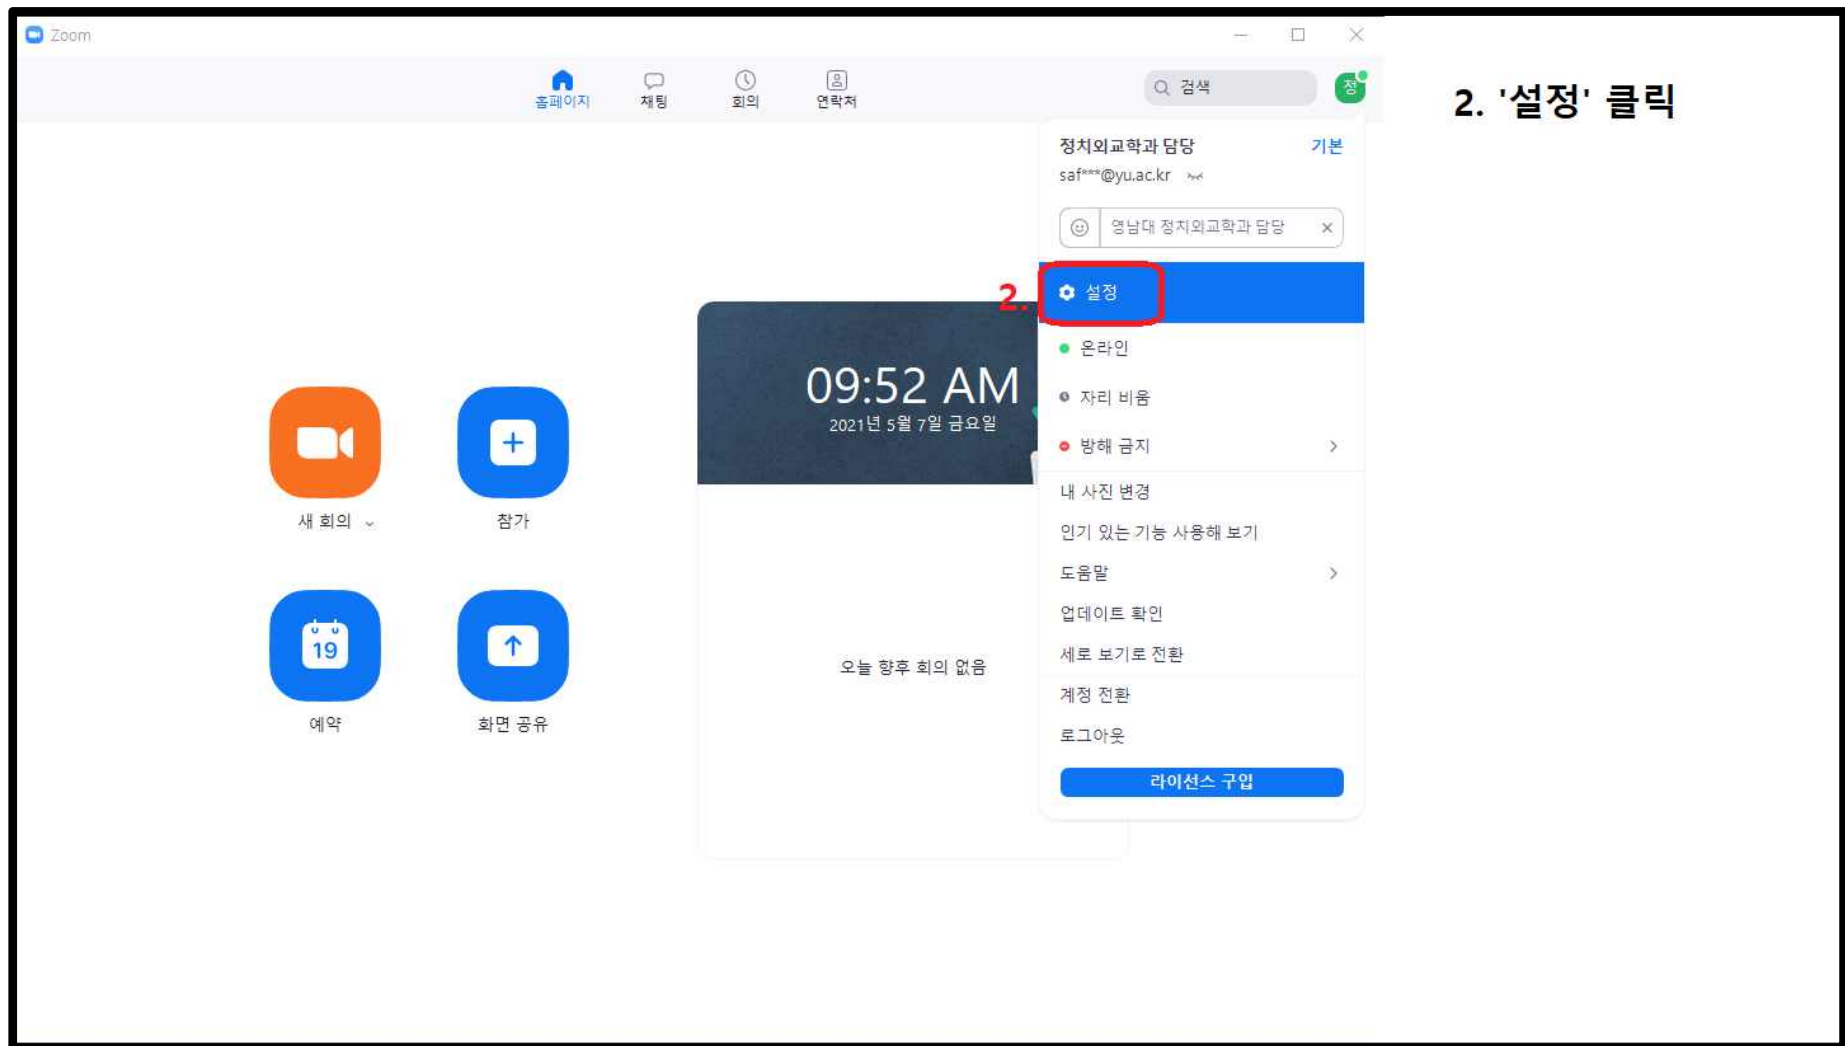 Zoom
홈페이지
채팅
회의
연락처
검색
정
2. '설정' 클릭
정치외교학과 담당
기본
saf***@yu.ac.kr
영남대 정치외교학과 담당
2.
설정
온라인
자리 비움
방해 금지
내 사진 변경
인기 있는 기능 사용해 보기
도움말
업데이트 확인
세로 보기로 전환
계정 전환
로그아웃
라이선스 구입
09:52 AM
2021년 5월 7일 금요일
오늘 향후 회의 없음
새 회의
참가
19
예약
화면 공유